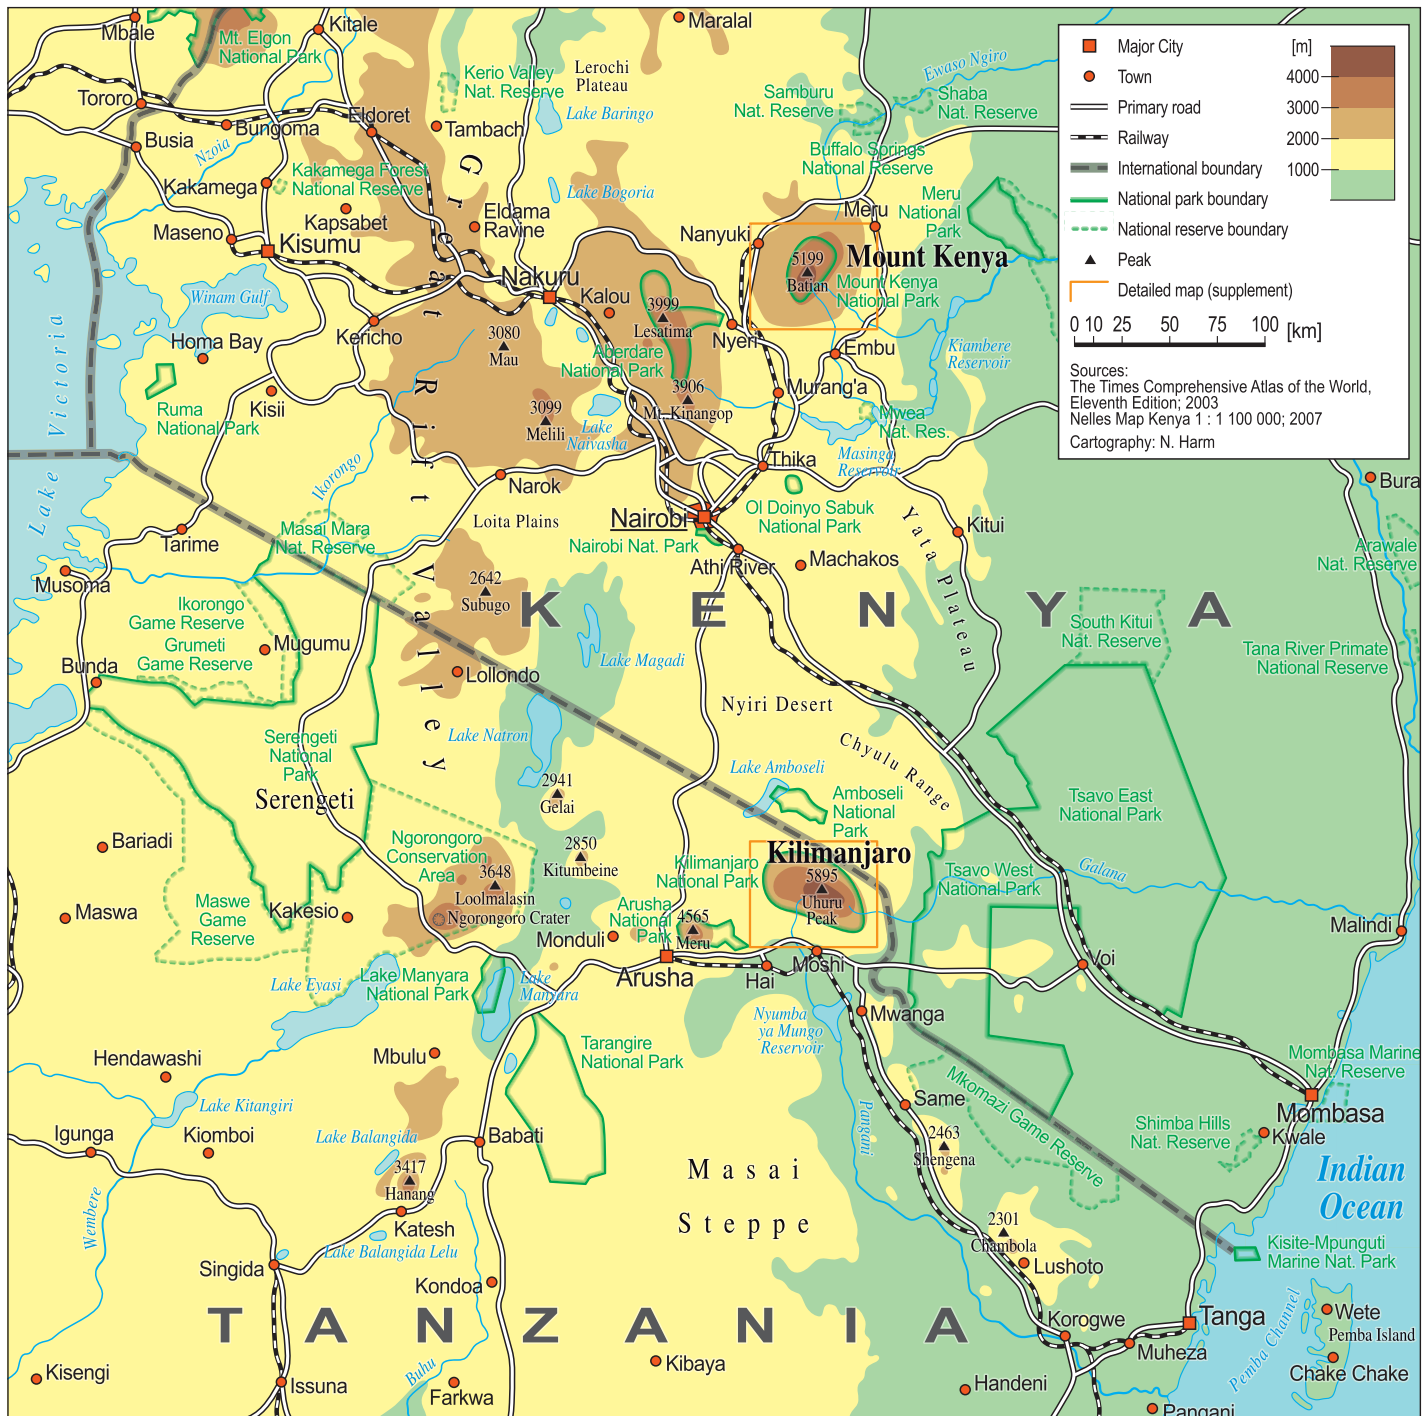 Mbale
Kitale
Maralal
Mt. Elgon
National Park
Tororo
Bungoma
Eldoret
Busia
Nzoia
Kerio Valley
Nat. Reserve
Lerochi
Plateau
Lake Baringo
Tambach
Samburu
Nat. Reserve
Ewaso Ngiro
Shaba
Nat. Reserve
Buffalo Springs
National Reserve
Kakamega Forest
National Reserve
Kakamega
Kapsabet
Lake Bogoria
Eldama
Ravine
Maseno
Kisumu
Nakuru
Nanyuki
Meru
Meru
National
Park
Mount Kenya
5199
Batian
Mount Kenya
National Park
Winam Gulf
Homa Bay
Kericho
Kalou
3999
Lesatima
Nyeri
Embu
Kiambere
Reservoir
3080
Mau
Aberdare
National Park
3906
Mt. Kinangop
Murang'a
Mwea
Nat. Res.
Ruma
National Park
Kisii
3099
Melili
Lake
Naivasha
Masinga
Reservoir
Thika
Lake Victoria
Great Rift Valley
Ikorongo
Narok
Loita Plains
Nairobi
Nairobi Nat. Park
Ol Doinyo Sabuk
National Park
Athi River
Machakos
Kitui
Yata Plateau
Tarime
Masai Mara
Nat. Reserve
Musoma
2642
Subugo
KENYA
Bura
Arawale
Nat. Reserve
South Kitui
Nat. Reserve
Tana River Primate
National Reserve
Ikorongo
Game Reserve
Grumeti
Game Reserve
Mugumu
Bunda
Lollondo
Lake Magadi
Nyiri Desert
Chyulu Range
Serengeti
National
Park
Serengeti
Lake Natron
2941
Gelai
2850
Kitumbeine
Lake Amboseli
Amboseli
National
Park
Tsavo East
National Park
Tsavo West
National Park
Galana
Bariadi
Maswa
Maswe
Game
Reserve
Kakesio
Ngorongoro
Conservation
Area
3648
Loolmalasin
Ngorongoro Crater
Kilimanjaro
Kilimanjaro
National Park
5895
Uhuru
Peak
Arusha
National
Park
4565
Meru
Monduli
Arusha
Hai
Moshi
Voi
Malindi
Lake Eyasi
Lake Manyara
National Park
Lake
Manyara
Nyumba
ya Mungo
Reservoir
Mwanga
Tarangire
National Park
Hendawashi
Mbulu
Lake Kitangiri
Igunga
Kiomboi
Lake Balangida
Babati
Pangani
Same
Mkomazi Game Reserve
Mombasa Marine
Nat. Reserve
Mombasa
Shimba Hills
Nat. Reserve
Kwale
2463
Shengena
3417
Hanang
Katesh
Masai
Steppe
Indian
Ocean
Wembere
Lake Balangida Lelu
Singida
Kondoa
2301
Chambola
Lushoto
Kisite-Mpunguti
Marine Nat. Park
TANZANIA
Korogwe
Tanga
Muheza
Pemba Channel
Wete
Pemba Island
Chake Chake
Kisengi
Issuna
Buhu
Farkwa
Kibaya
Handeni
Pangani
Major City
Town
Primary road
Railway
International boundary
National park boundary
National reserve boundary
Peak
Detailed map (supplement)
[m]
4000
3000
2000
1000
0 10 25 50 75 100 [km]
Sources:
The Times Comprehensive Atlas of the World,
Eleventh Edition; 2003
Nelles Map Kenya 1 : 1 100 000; 2007
Cartography: N. Harm